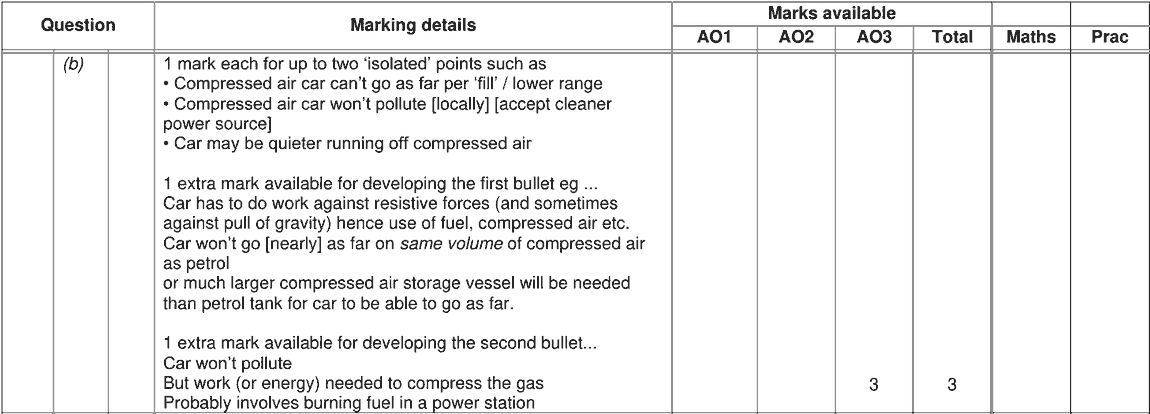 Question Marking details Marks available
AO1 AO2 AO3 Total Maths Prac
(b) 1 mark each for up to two ‘isolated’ points such as
• Compressed air car can’t go as far per ‘fill’ / lower range
• Compressed air car won’t pollute [locally] [accept cleaner
power source]
• Car may be quieter running off compressed air
1 extra mark available for developing the first bullet eg ...
Car has to do work against resistive forces (and sometimes
against pull of gravity) hence use of fuel, compressed air etc.
Car won’t go [nearly] as far on same volume of compressed air
as petrol
or much larger compressed air storage vessel will be needed
than petrol tank for car to be able to go as far.
1 extra mark available for developing the second bullet...
Car won’t pollute
But work (or energy) needed to compress the gas 3 3
Probably involves burning fuel in a power station